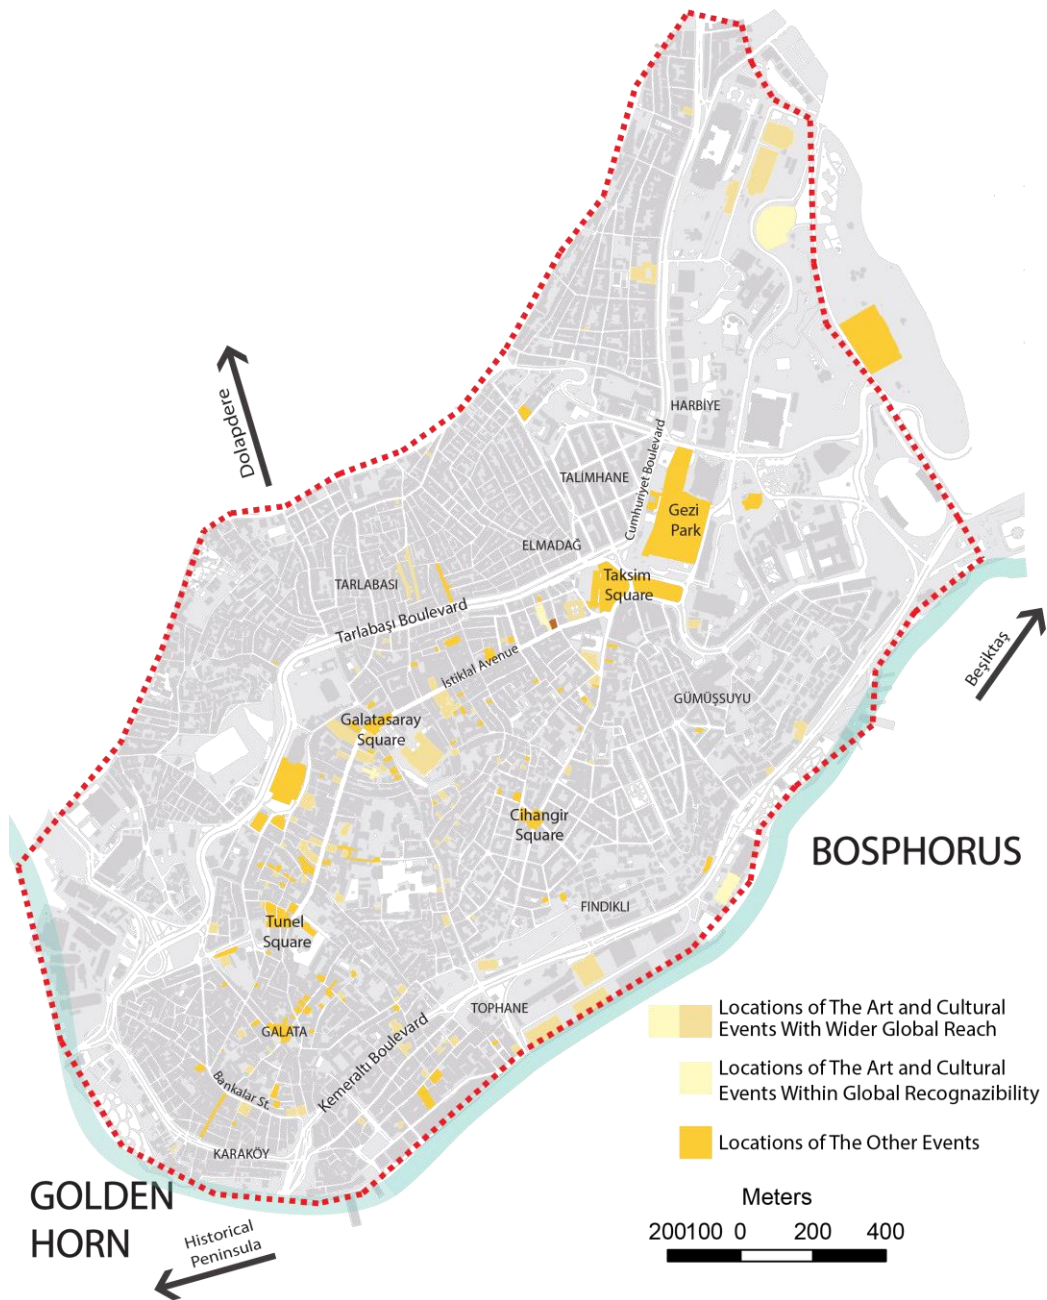 HARBİYE
Dolapdere
Cumhuriyet Boulevard
TALIMHANE
Gezi
Park
ELMADAĞ
Taksim
Square
TARLABASI
Tarlabaşı Boulevard
İstiklal Avenue
Beşiktaş
GÜMÜŞSUYU
Galatasaray
Square
Cihangir
Square
BOSPHORUS
FINDIKLI
Tunel
Square
TOPHANE
GALATA
Kemeraltı Boulevard
Bankalar St.
KARAKÖY
Locations of The Art and Cultural
Events With Wider Global Reach
Locations of The Art and Cultural
Events Within Global Recognazibility
Locations of The Other Events
GOLDEN
HORN
Historical
Peninsula
Meters
200100 0 200 400